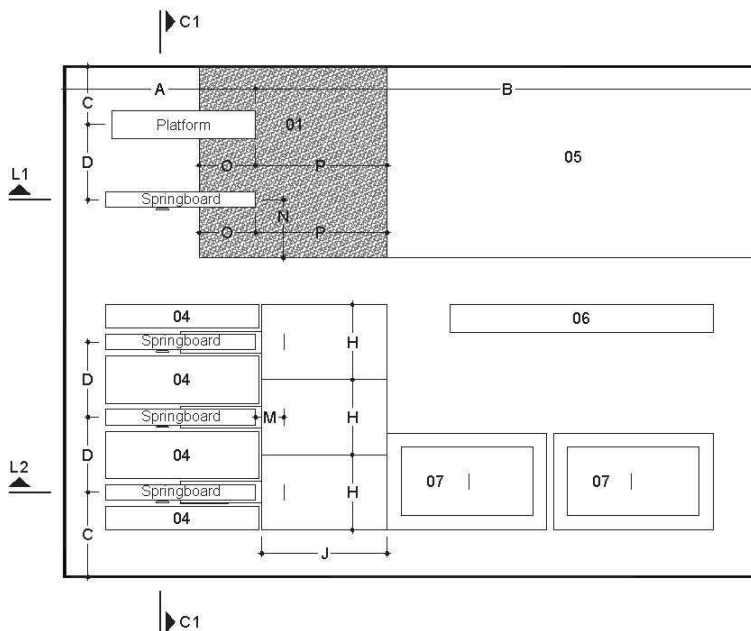 C1
A
B
C
Platform
01
D
05
O
P
L1
Springboard
N
O
P
04
06
Springboard
H
D
04
Springboard
M
H
D
04
07
07
L2
Springboard
H
04
C
J
C1